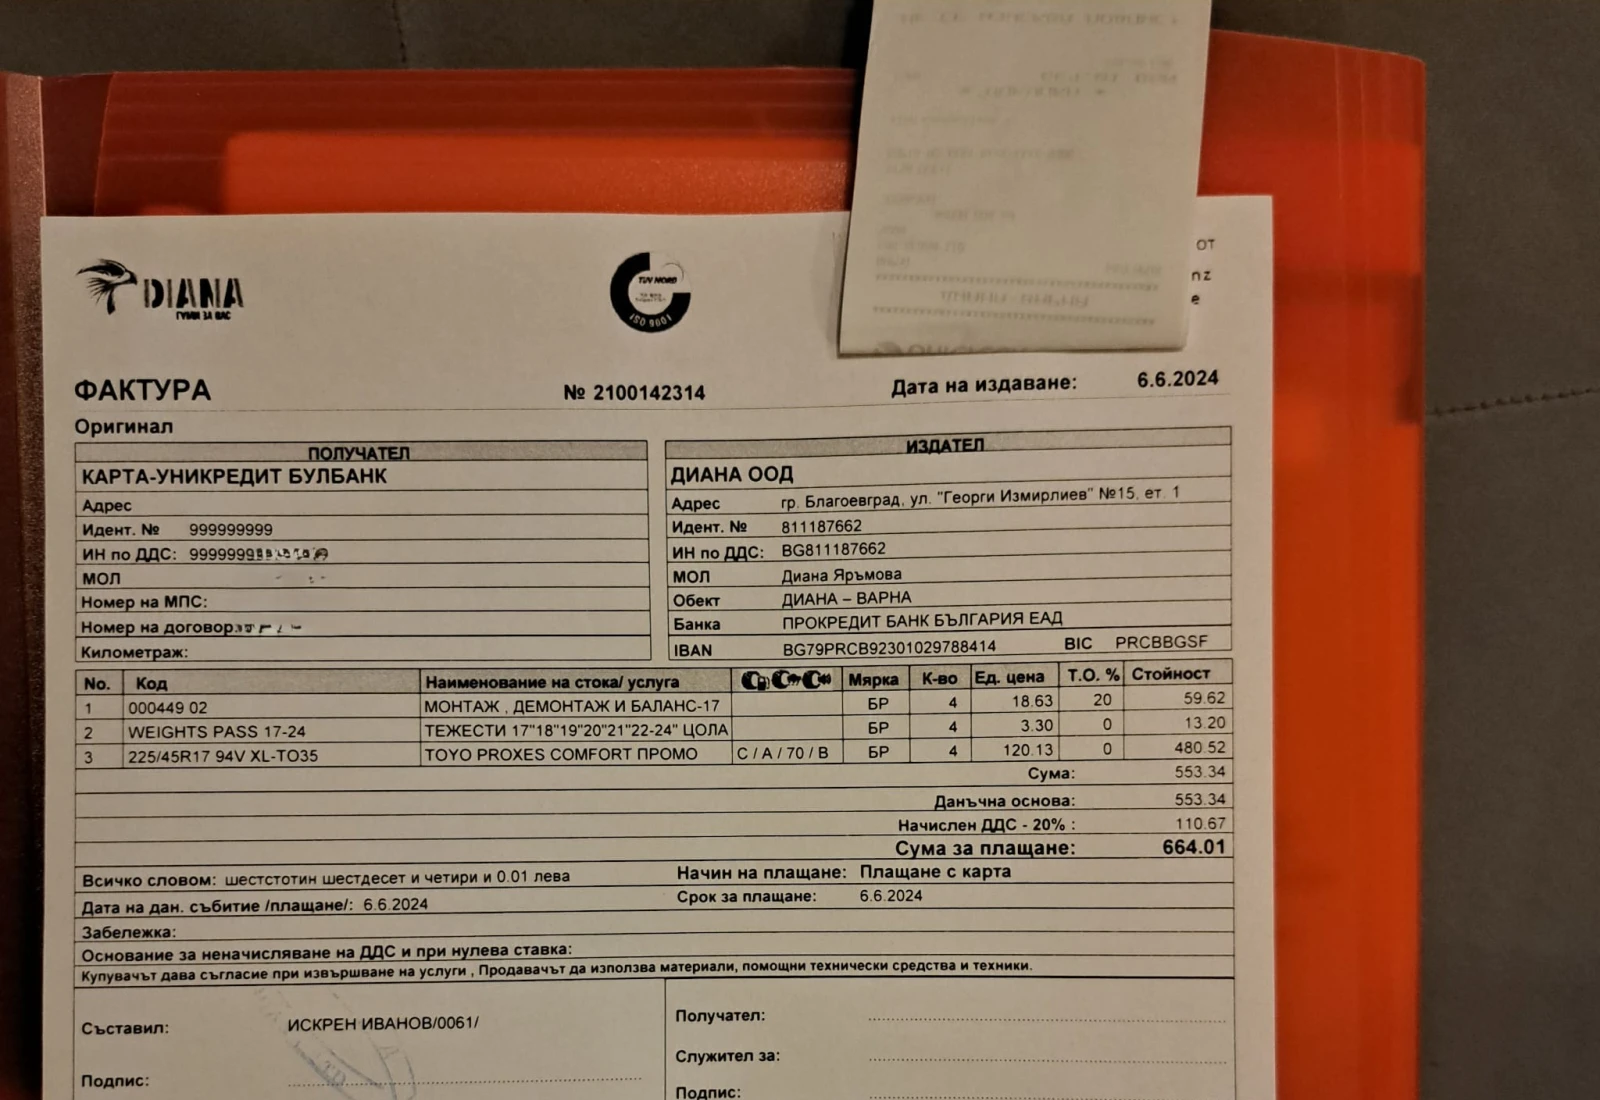 DIANA
ГУМИ ЗА ВАС
TÜV NORD
ISO 9001
от
nz
e
ФАКТУРА № 2100142314 Дата на издаване: 6.6.2024
Оригинал
ПОЛУЧАТЕЛ
КАРТА-УНИКРЕДИТ БУЛБАНК
Адрес
Идент. № 999999999
ИН по ДДС: 9999999
МОЛ
Номер на МПС:
Номер на договор
Километраж:
ИЗДАТЕЛ
ДИАНА ООД
Адрес гр. Благоевград, ул. "Георги Измирлиев" №15, ет. 1
Идент. № 811187662
ИН по ДДС: BG811187662
МОЛ Диана Яръмова
Обект ДИАНА – ВАРНА
Банка ПРОКРЕДИТ БАНК БЪЛГАРИЯ ЕАД
IBAN BG79PRCB92301029788414 BIC PRCBBGSF
No. Код Наименование на стока/ услуга Мярка К-во Ед. цена Т.О. % Стойност
1 000449 02 МОНТАЖ , ДЕМОНТАЖ И БАЛАНС-17 БР 4 18.63 20 59.62
2 WEIGHTS PASS 17-24 ТЕЖЕСТИ 17"18"19"20"21"22-24" ЦОЛА БР 4 3.30 0 13.20
3 225/45R17 94V XL-TO35 TOYO PROXES COMFORT ПРОМО C / A / 70 / B БР 4 120.13 0 480.52
Сума: 553.34
Данъчна основа: 553.34
Начислен ДДС - 20% : 110.67
Сума за плащане: 664.01
Всичко словом: шестстотин шестдесет и четири и 0.01 лева Начин на плащане: Плащане с карта
Дата на дан. събитие /плащане/: 6.6.2024 Срок за плащане: 6.6.2024
Забележка:
Основание за неначисляване на ДДС и при нулева ставка:
Купувачът дава съгласие при извършване на услуги , Продавачът да използва материали, помощни технически средства и техники.
Съставил: ИСКРЕН ИВАНОВ/0061/
Подпис:
Получател:
Служител за:
Подпис: